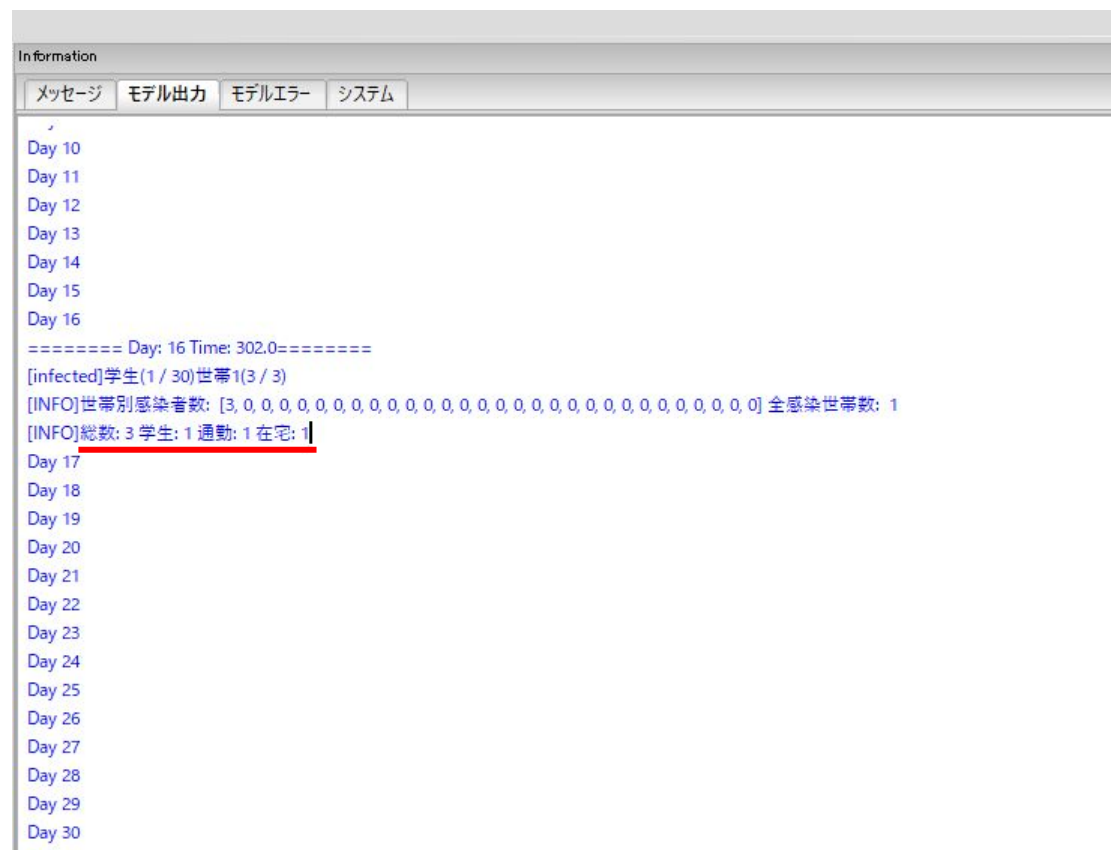 Information
メッセージ モデル出力 モデルエラー システム
Day 10
Day 11
Day 12
Day 13
Day 14
Day 15
Day 16
======== Day: 16 Time: 302.0========
[infected]学生(1 / 30)世帯1(3 / 3)
[INFO]世帯別感染者数: [3, 0, 0, 0, 0, 0, 0, 0, 0, 0, 0, 0, 0, 0, 0, 0, 0, 0, 0, 0, 0, 0, 0, 0, 0, 0, 0, 0, 0, 0] 全感染世帯数: 1
[INFO]総数: 3 学生: 1 通勤: 1 在宅: 1
Day 17
Day 18
Day 19
Day 20
Day 21
Day 22
Day 23
Day 24
Day 25
Day 26
Day 27
Day 28
Day 29
Day 30